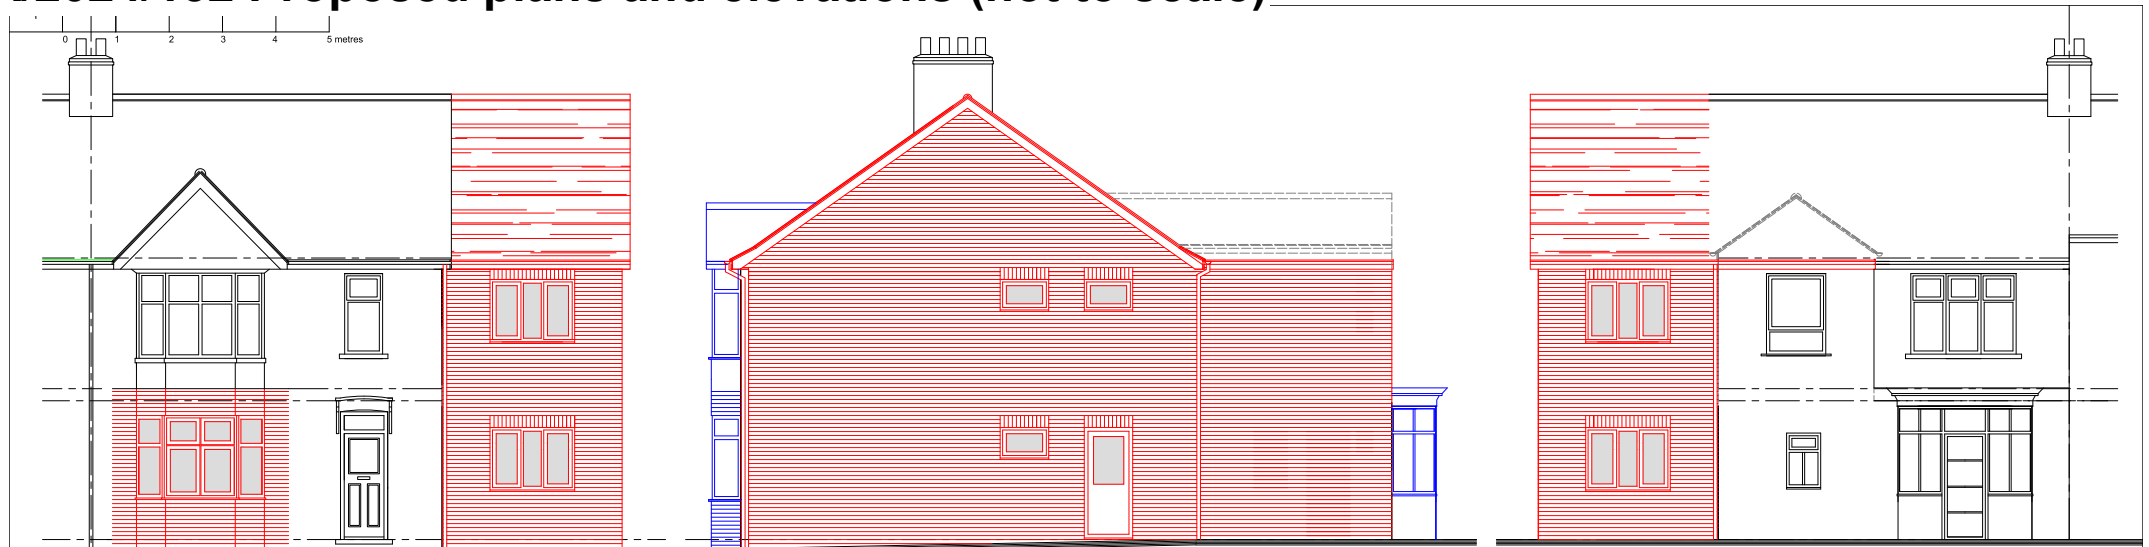 Proposed plans and elevations (not to scale)
0 1 2 3 4 5 metres